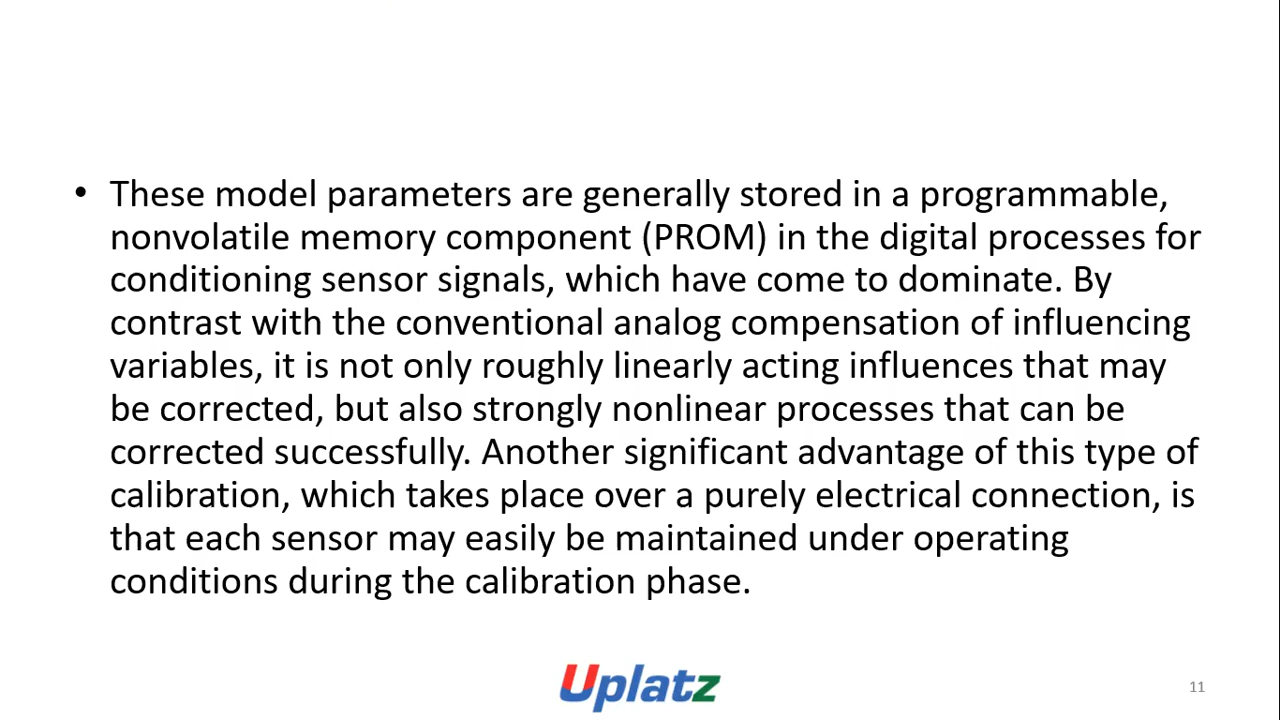 • These model parameters are generally stored in a programmable,
nonvolatile memory component (PROM) in the digital processes for
conditioning sensor signals, which have come to dominate. By
contrast with the conventional analog compensation of influencing
variables, it is not only roughly linearly acting influences that may
be corrected, but also strongly nonlinear processes that can be
corrected successfully. Another significant advantage of this type of
calibration, which takes place over a purely electrical connection, is
that each sensor may easily be maintained under operating
conditions during the calibration phase.
Uplatz
11